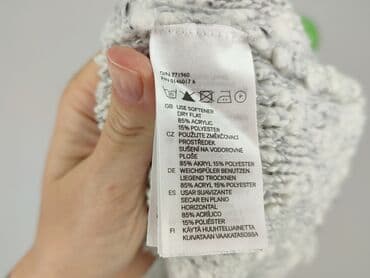 O/N 771960
P/N 0146017 A
GB USE SOFTENER
DRY FLAT
85% ACRYLIC
15% POLYESTER
CZ POUŽIJTE ZMĚKČOVACÍ
PROSTŘEDEK
SUŠENÍ NA VODOROVNÉ
PLOŠE
85% AKRYL 15% POLYESTER
DE WEICHSPÜLER BENUTZEN
LIEGEND TROCKNEN
85% ACRYL 15% POLYESTER
ES USAR SUAVIZANTE
SECAR EN PLANO
HORIZONTAL
85% ACRÍLICO
15% POLIÉSTER
FI KÄYTÄ HUUHTELUAINETTA
KUIVATAAN VAAKATASOSSA